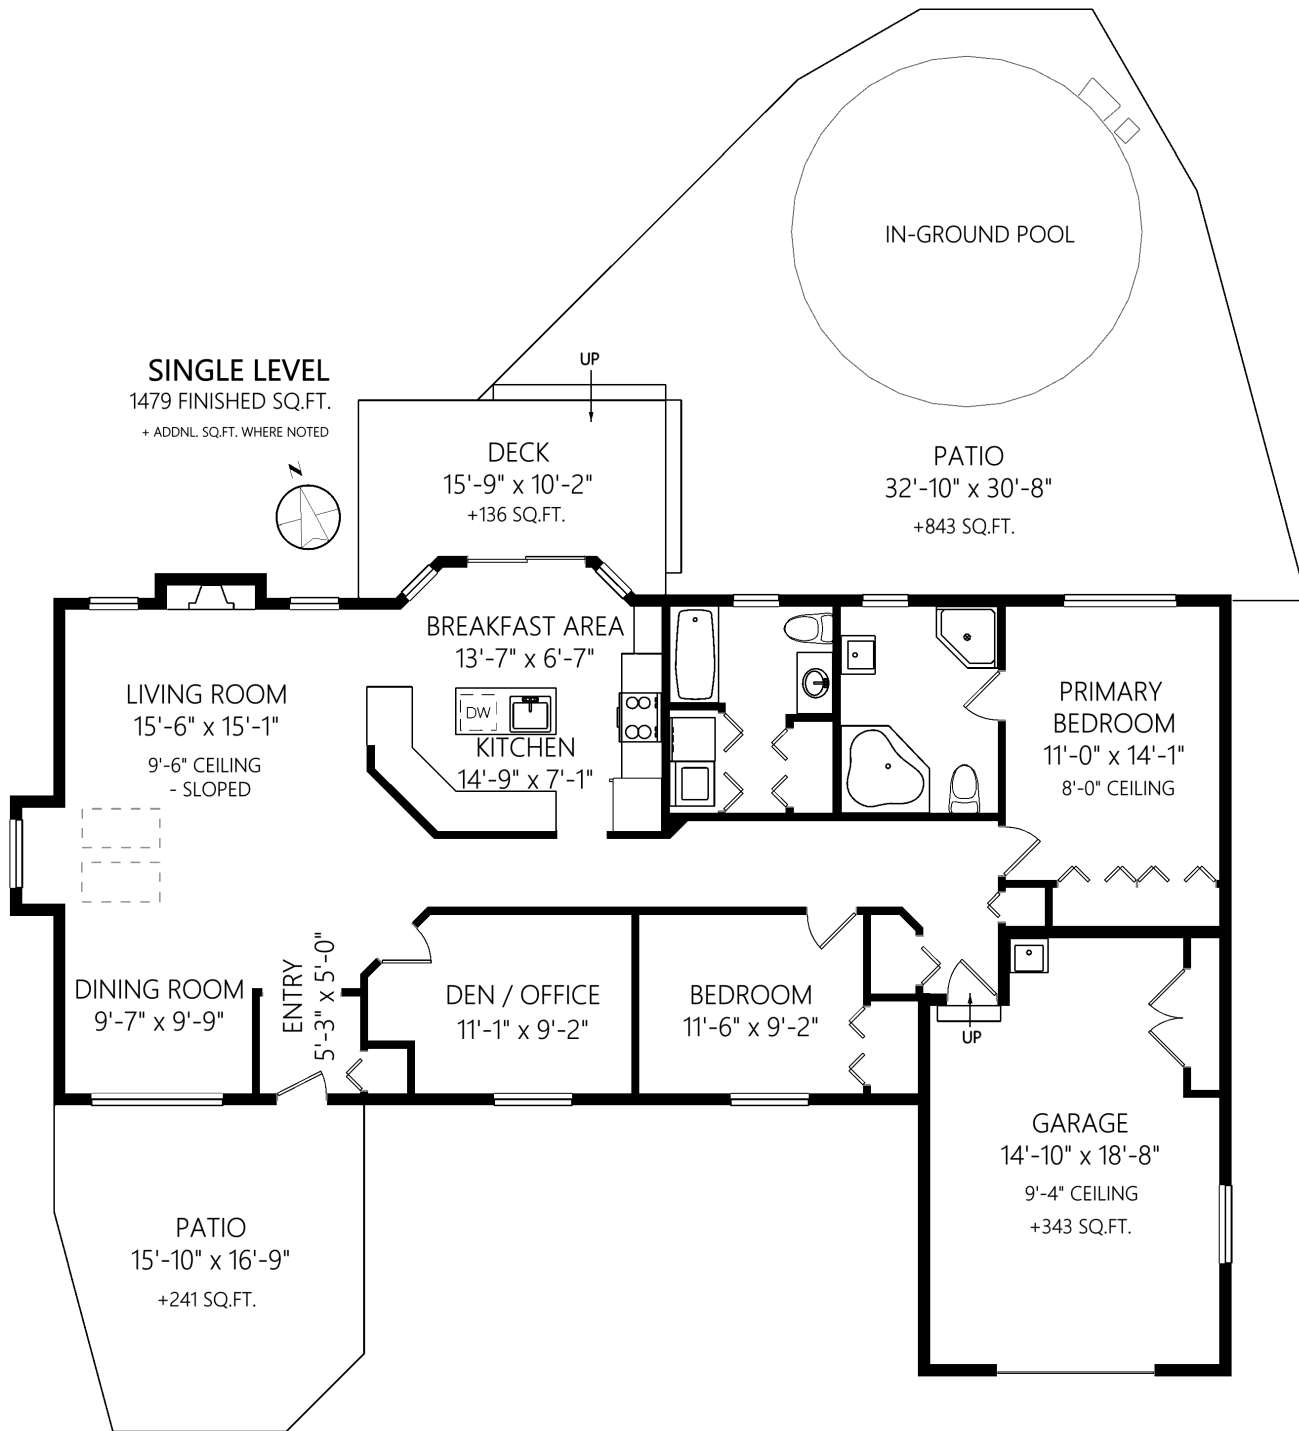 IN-GROUND POOL
SINGLE LEVEL
1479 FINISHED SQ.FT.
+ ADDNL. SQ.FT. WHERE NOTED
N
UP
DECK
15'-9" x 10'-2"
+136 SQ.FT.
PATIO
32'-10" x 30'-8"
+843 SQ.FT.
BREAKFAST AREA
13'-7" x 6'-7"
LIVING ROOM
15'-6" x 15'-1"
9'-6" CEILING
- SLOPED
DW
KITCHEN
14'-9" x 7'-1"
PRIMARY
BEDROOM
11'-0" x 14'-1"
8'-0" CEILING
DINING ROOM
9'-7" x 9'-9"
ENTRY
5'-3" x 5'-0"
DEN / OFFICE
11'-1" x 9'-2"
BEDROOM
11'-6" x 9'-2"
UP
GARAGE
14'-10" x 18'-8"
9'-4" CEILING
+343 SQ.FT.
PATIO
15'-10" x 16'-9"
+241 SQ.FT.